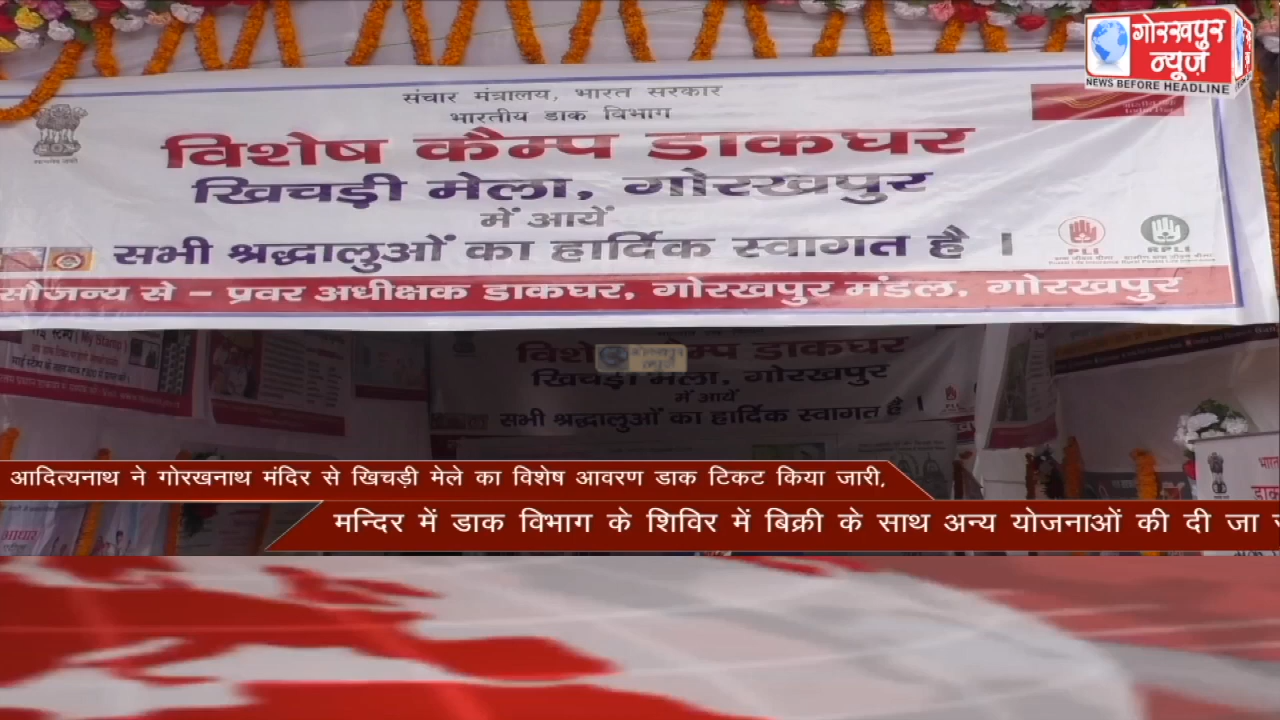 गोरखपुर
न्यूज़
NEWS BEFORE HEADLINE
संचार मंत्रालय, भारत सरकार
भारतीय डाक विभाग
विशेष कैम्प डाकघर
खिचड़ी मेला, गोरखपुर
में आयें
सभी श्रद्धालुओं का हार्दिक स्वागत है ।
PLI
RPLI
सौजन्य से – प्रवर अधीक्षक डाकघर, गोरखपुर मंडल, गोरखपुर
विशेष कैम्प डाकघर
खिचड़ी मेला, गोरखपुर
में आयें
सभी श्रद्धालुओं का हार्दिक स्वागत है ।
आदित्यनाथ ने गोरखनाथ मंदिर से खिचड़ी मेले का विशेष आवरण डाक टिकट किया जारी,
मन्दिर में डाक विभाग के शिविर में बिक्री के साथ अन्य योजनाओं की दी जा
आधार